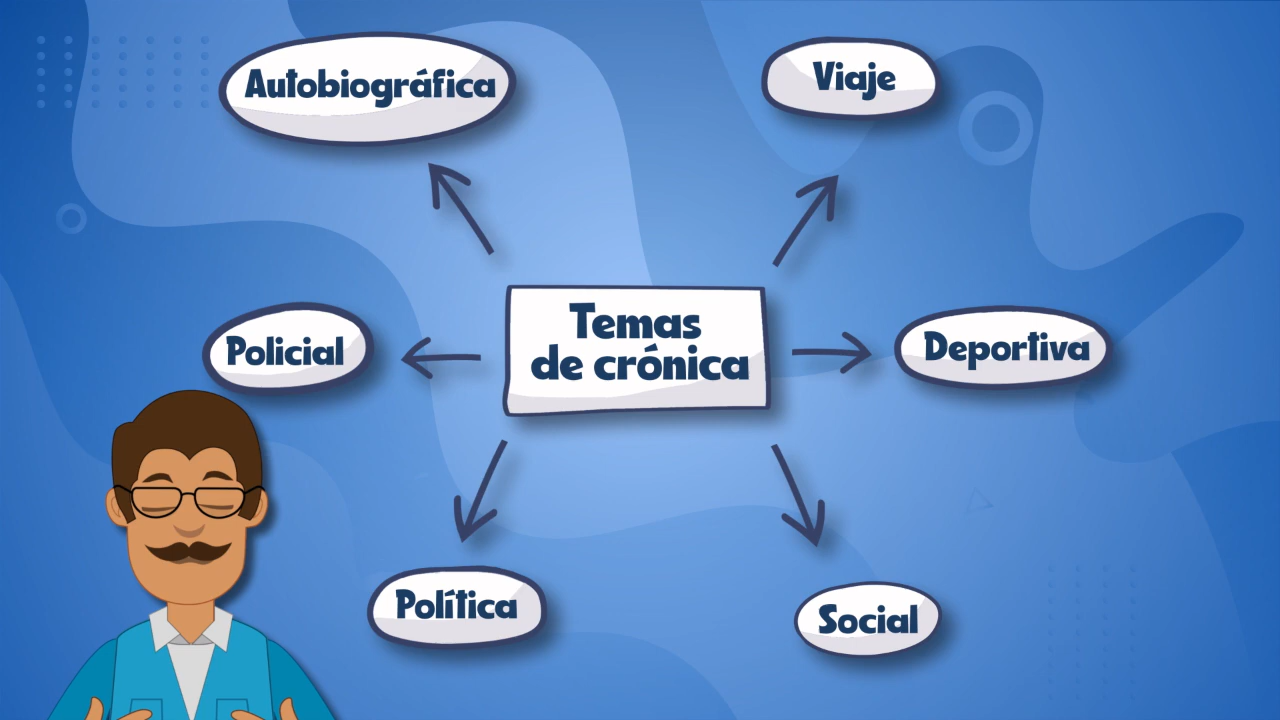 Autobiográfica
Viaje
Temas
de crónica
Policial
Deportiva
Política
Social